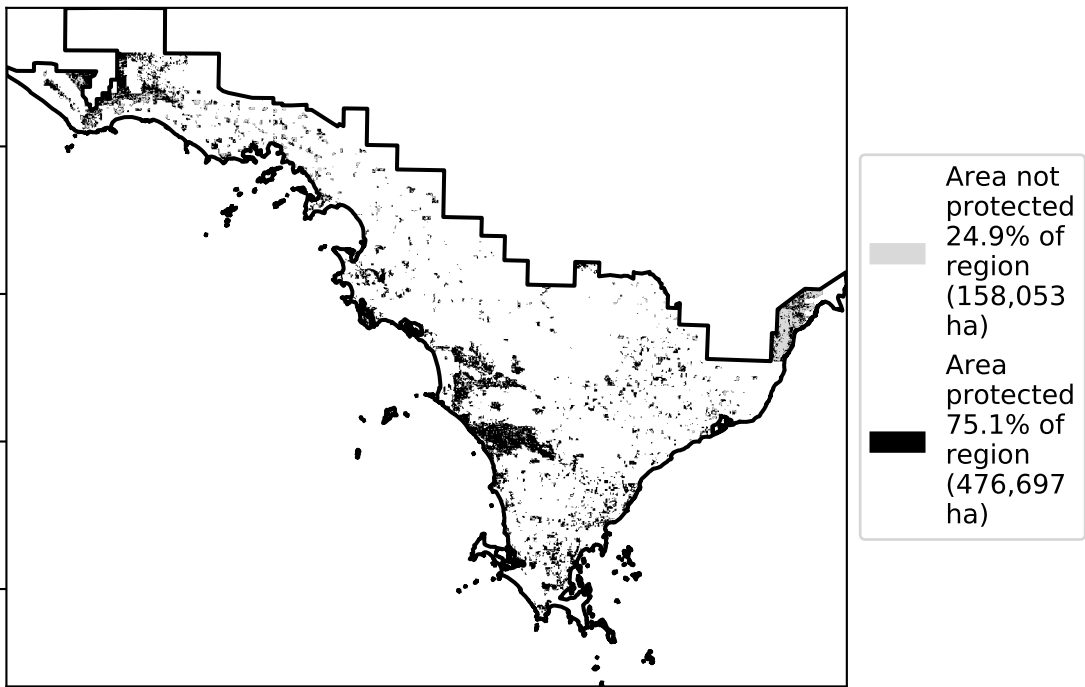 Area not
protected
24.9% of
region
(158,053
ha)
Area
protected
75.1% of
region
(476,697
ha)